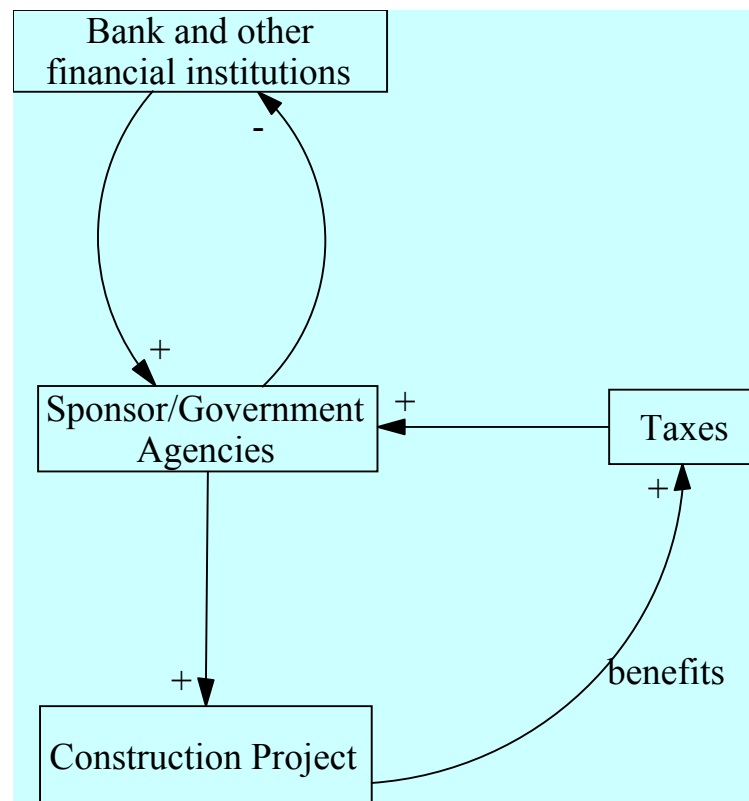 Bank and other
financial institutions
-
+
Sponsor/Government
Agencies
+
Taxes
+
benefits
+
Construction Project